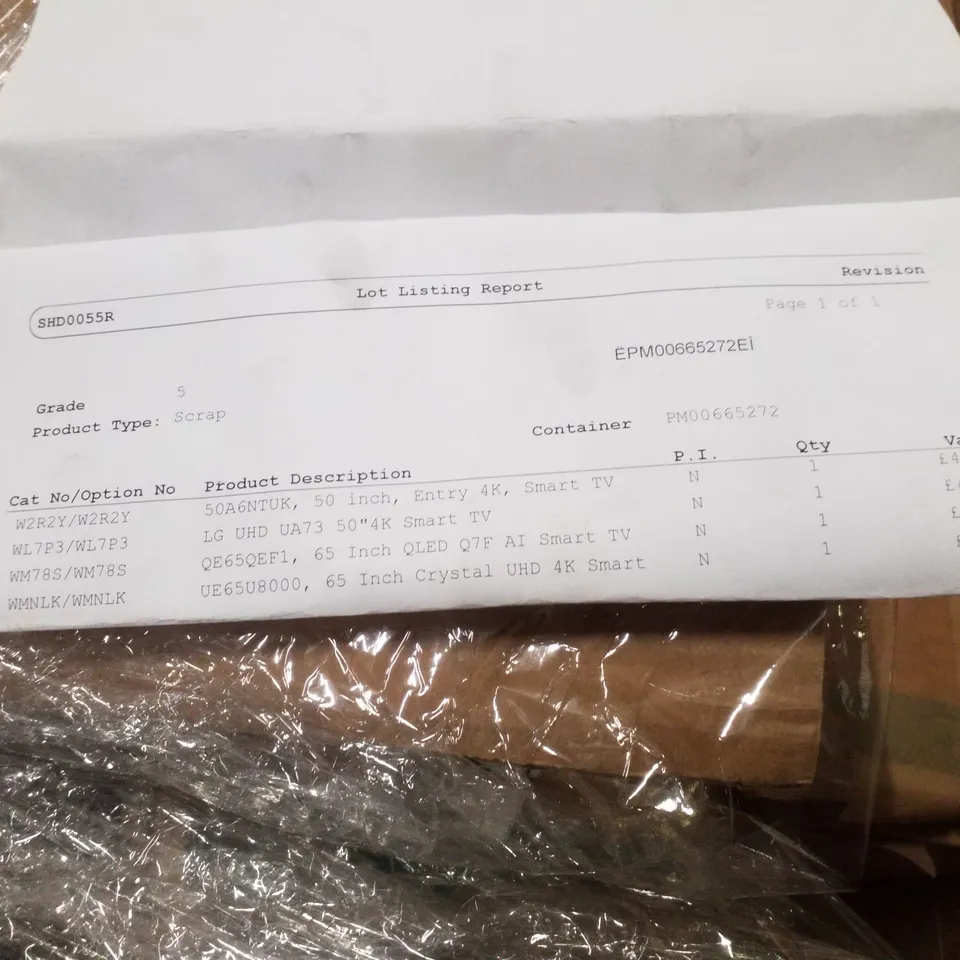 SHD0055R Lot Listing Report Revision
Page 1 of 1
ËPM00665272EÌ
Grade 5
Product Type: Scrap
Container PM00665272
Cat No/Option No Product Description P.I. Qty
W2R2Y/W2R2Y 50A6NTUK, 50 inch, Entry 4K, Smart TV N 1
WL7P3/WL7P3 LG UHD UA73 50"4K Smart TV N 1
WM78S/WM78S QE65QEF1, 65 Inch QLED Q7F AI Smart TV N 1
WMNLK/WMNLK UE65U8000, 65 Inch Crystal UHD 4K Smart N 1